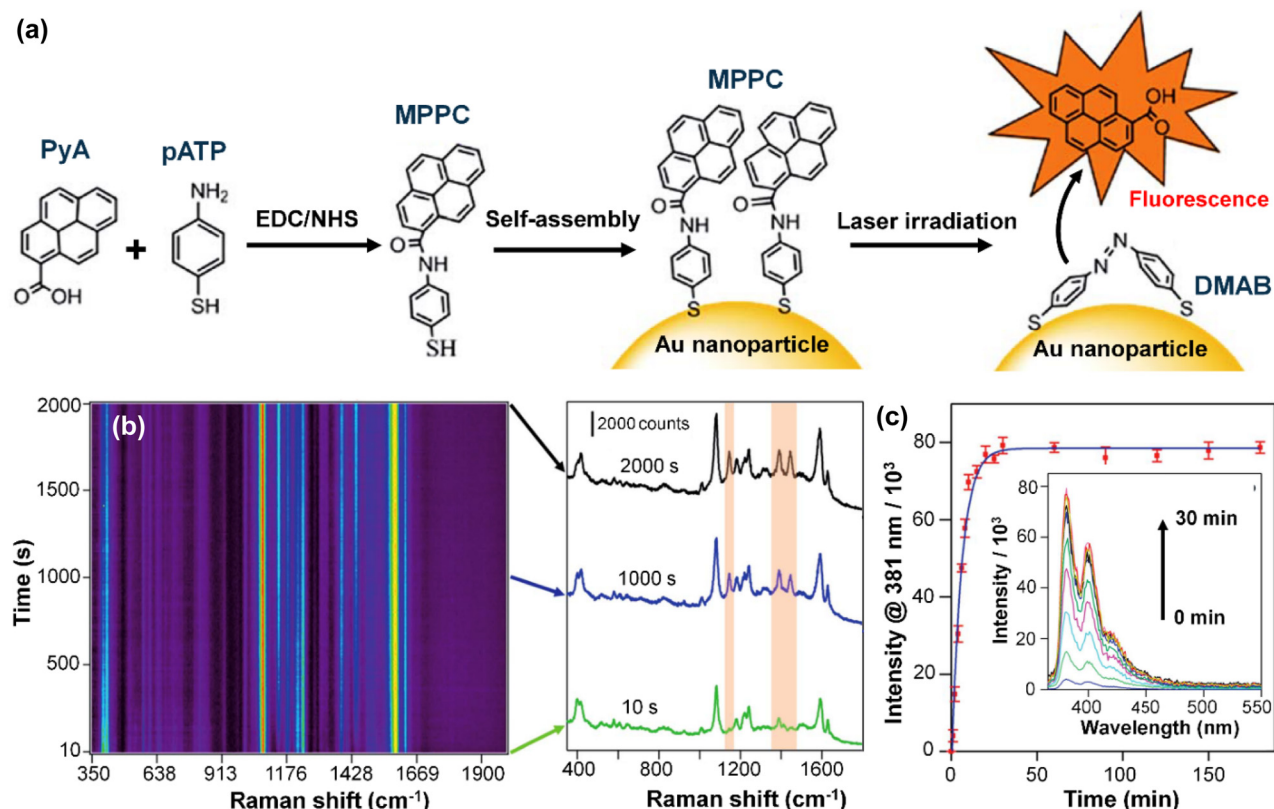 (a)
PyA
pATP
MPPC
MPPC
NH2
SH
O
OH
+
EDC/NHS
O
NH
SH
Self-assembly
O
NH
S
O
NH
S
Au nanoparticle
Laser irradiation
OH
O
Fluorescence
N
N
S
S
DMAB
Au nanoparticle
(b)
Time (s)
2000
1500
1000
500
10
350 638 913 1176 1428 1669 1900
Raman shift (cm-1)
2000 counts
2000 s
1000 s
10 s
400 800 1200 1600
Raman shift (cm-1)
(c)
Intensity @ 381 nm / 10³
80
60
40
20
0
0 50 100 150
Time (min)
Intensity / 10³
80
60
40
20
0
30 min
0 min
400 450 500 550
Wavelength (nm)